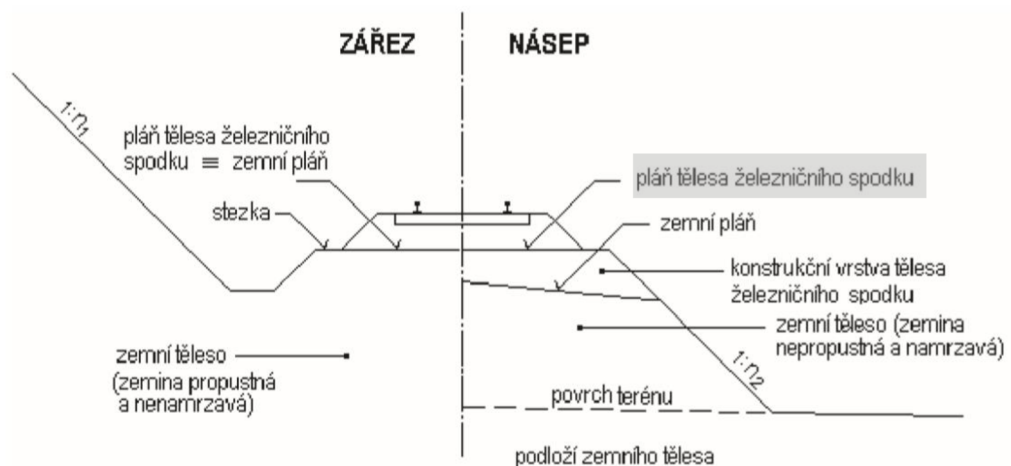 ZÁŘEZ
NÁSEP
1:n1
pláň tělesa železničního
spodku ≡ zemní pláň
stezka
pláň tělesa železničního spodku
zemní pláň
konstrukční vrstva tělesa
železničního spodku
zemní těleso (zemina
nepropustná a namrzavá)
zemní těleso
(zemina propustná
a nenamrzavá)
1:n2
povrch terénu
podloží zemního tělesa